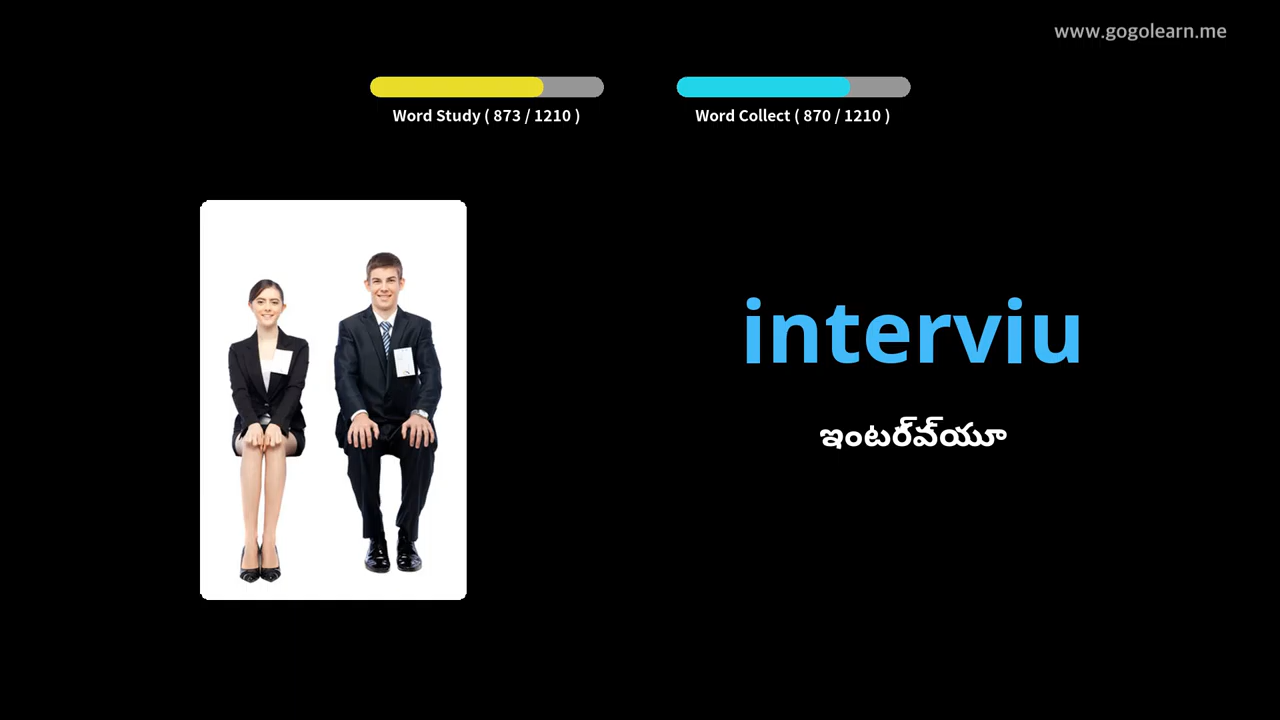 www.gogolearn.me
Word Study ( 873 / 1210 )
Word Collect ( 870 / 1210 )
interviu
ఇంటర్వ్యూ